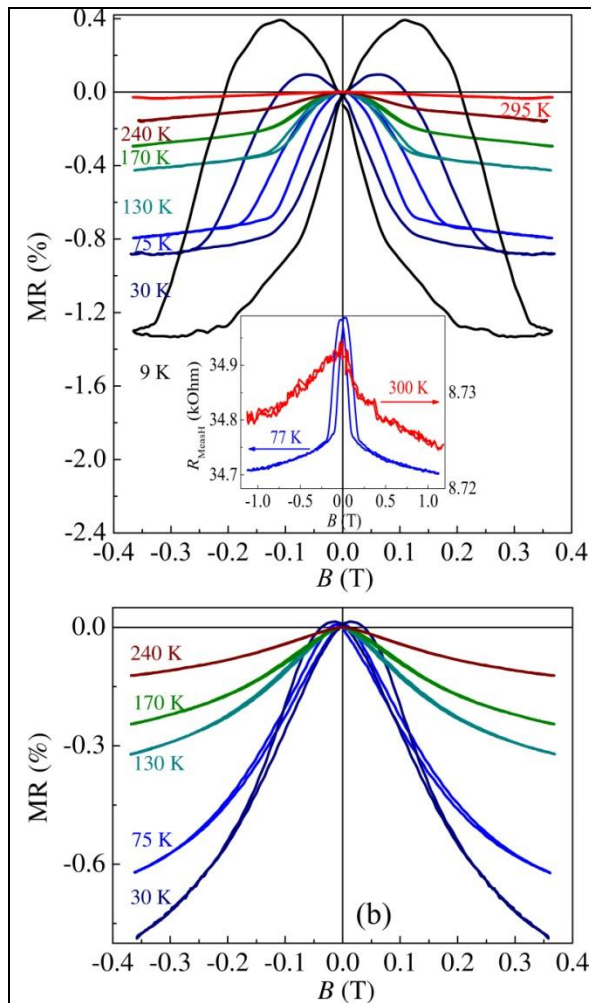 0.4
0.0
-0.4
-0.8
-1.2
-1.6
-2.0
-2.4
MR (%)
295 K
240 K
170 K
130 K
75 K
30 K
9 K
34.9
34.8
34.7
R_MeasH (kOhm)
300 K
77 K
8.73
8.72
-1.0 -0.5 0.0 0.5 1.0
B (T)
-0.4 -0.3 -0.2 -0.1 0.0 0.1 0.2 0.3 0.4
B (T)
0.0
-0.3
-0.6
MR (%)
240 K
170 K
130 K
75 K
30 K
(b)
-0.4 -0.3 -0.2 -0.1 0.0 0.1 0.2 0.3 0.4
B (T)